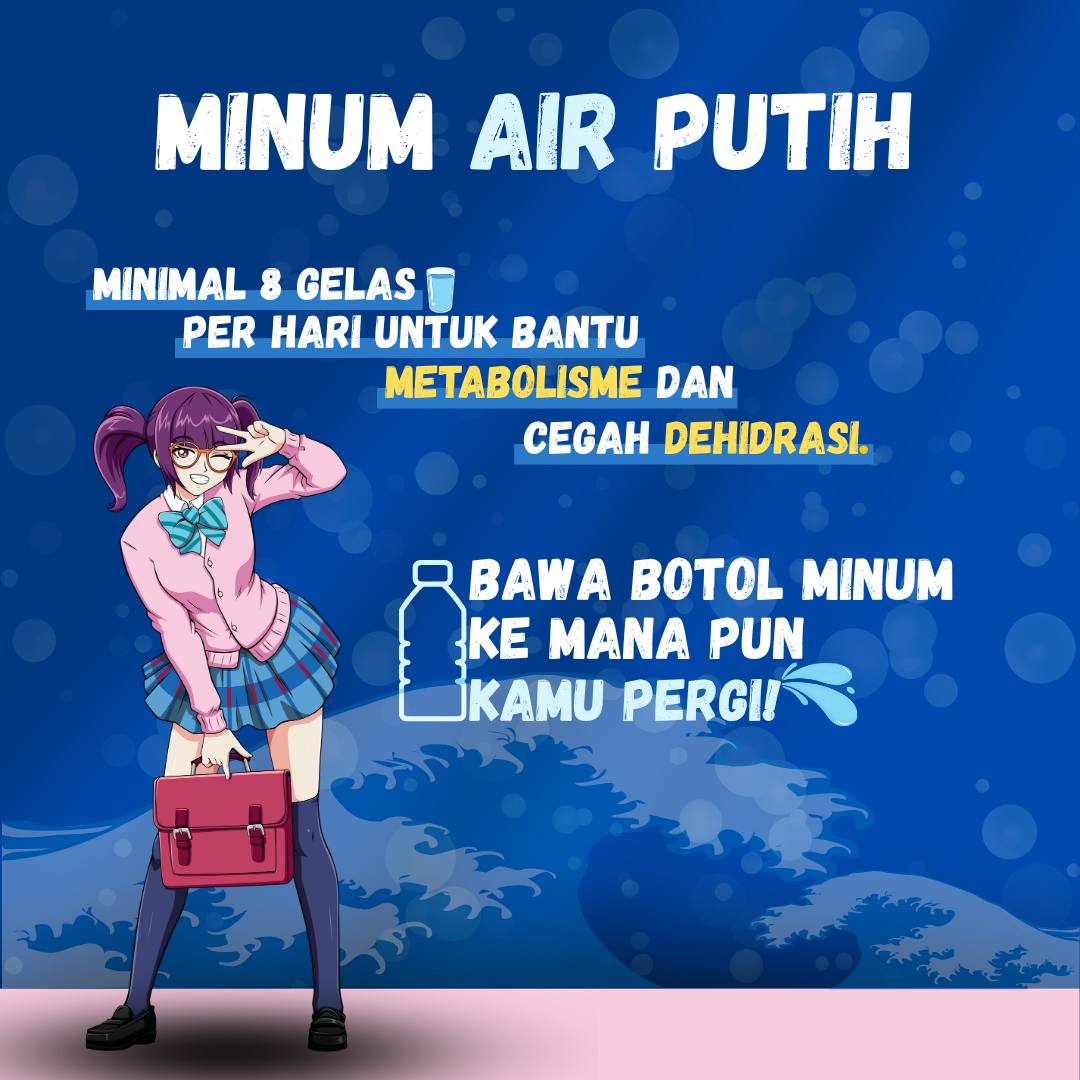 MINUM AIR PUTIH
MINIMAL 8 GELAS
PER HARI UNTUK BANTU
METABOLISME DAN
CEGAH DEHIDRASI.
BAWA BOTOL MINUM
KE MANA PUN
KAMU PERGI!